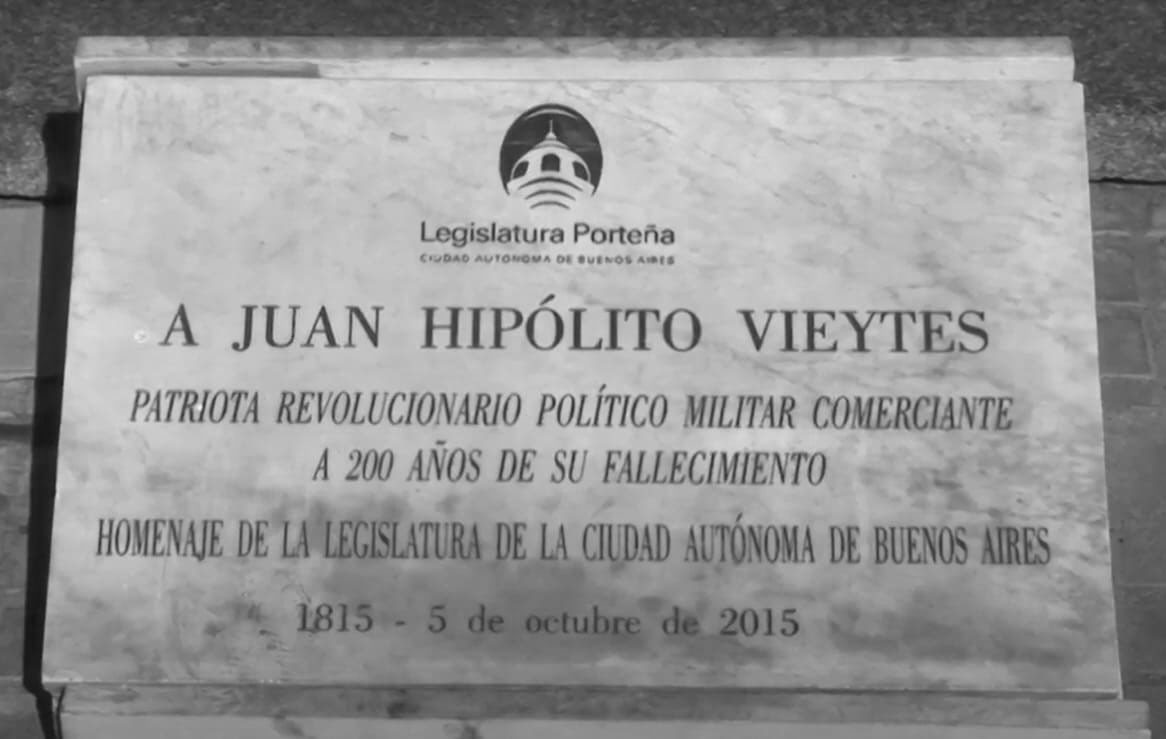 Legislatura Porteña
CIUDAD AUTÓNOMA DE BUENOS AIRES
A JUAN HIPÓLITO VIEYTES
PATRIOTA REVOLUCIONARIO POLÍTICO MILITAR COMERCIANTE
A 200 AÑOS DE SU FALLECIMIENTO
HOMENAJE DE LA LEGISLATURA DE LA CIUDAD AUTÓNOMA DE BUENOS AIRES
1815 - 5 de octubre de 2015